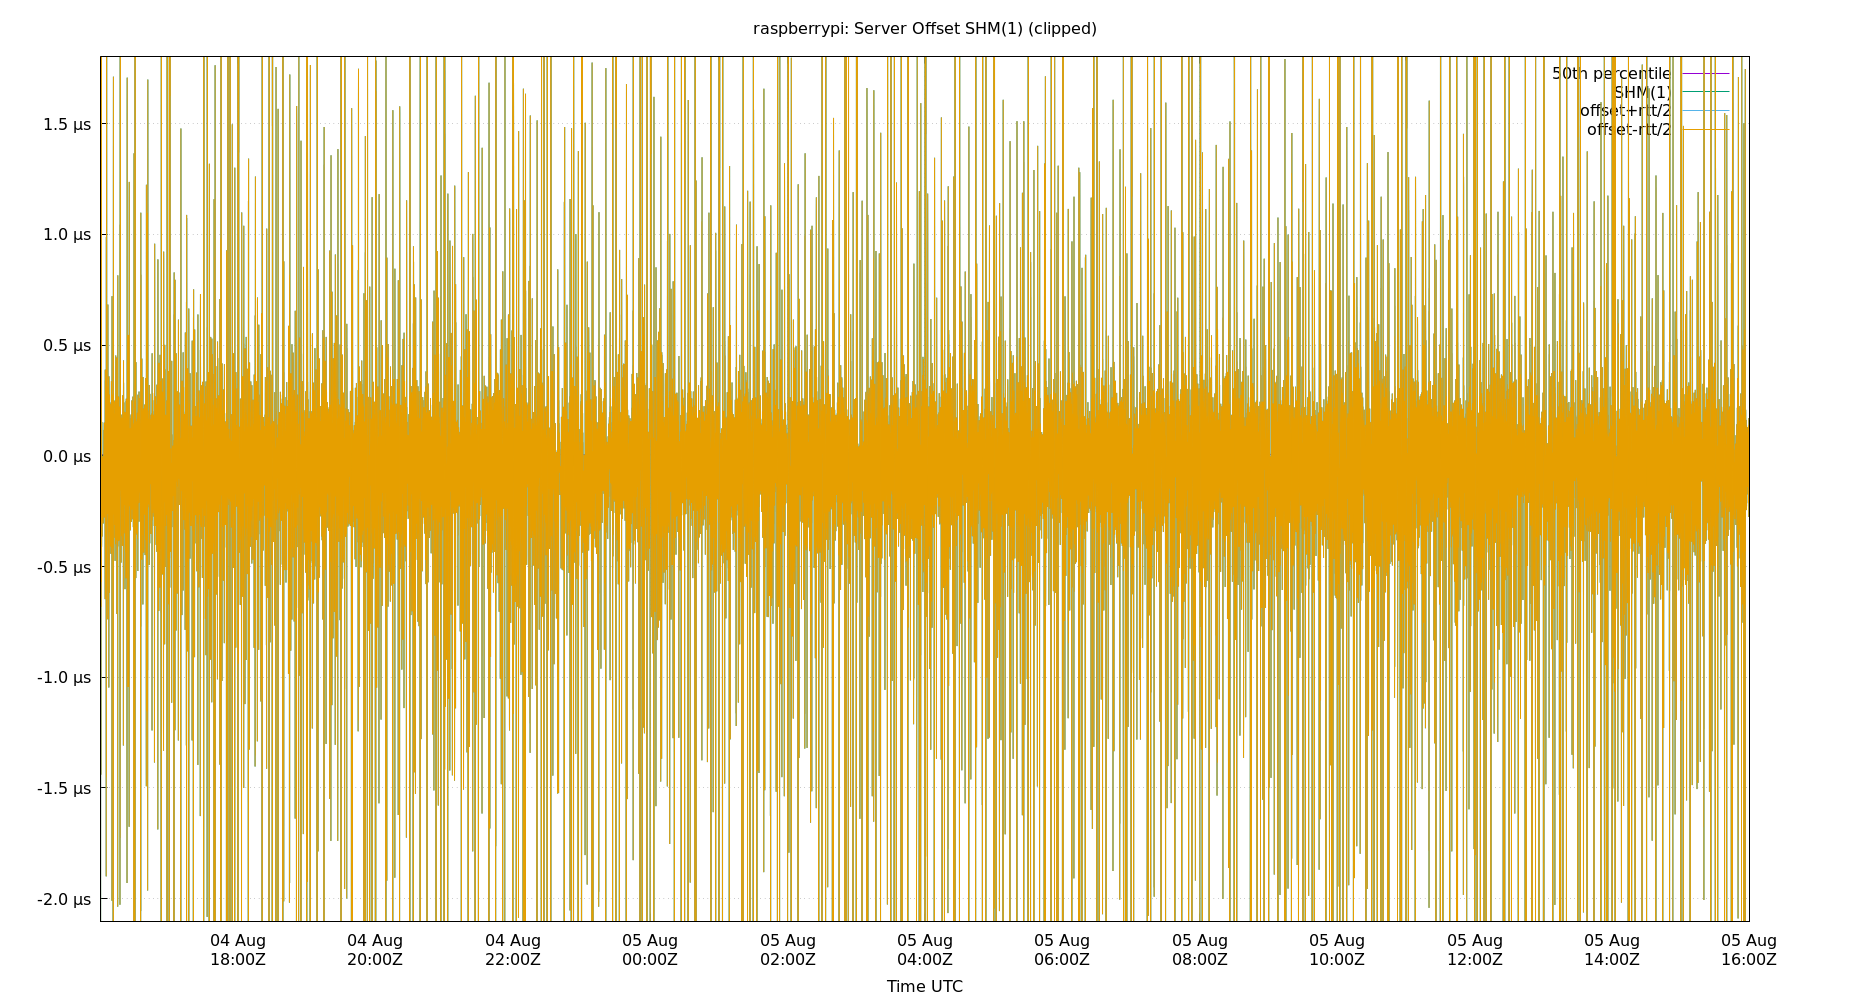 raspberrypi: Server Offset SHM(1) (clipped)
50th percentile
SHM(1)
offset+rtt/2
offset-rtt/2
1.5 µs
1.0 µs
0.5 µs
0.0 µs
-0.5 µs
-1.0 µs
-1.5 µs
-2.0 µs
04 Aug 04 Aug 04 Aug 05 Aug 05 Aug 05 Aug 05 Aug 05 Aug 05 Aug 05 Aug 05 Aug 05 Aug
18:00Z 20:00Z 22:00Z 00:00Z 02:00Z 04:00Z 06:00Z 08:00Z 10:00Z 12:00Z 14:00Z 16:00Z
Time UTC